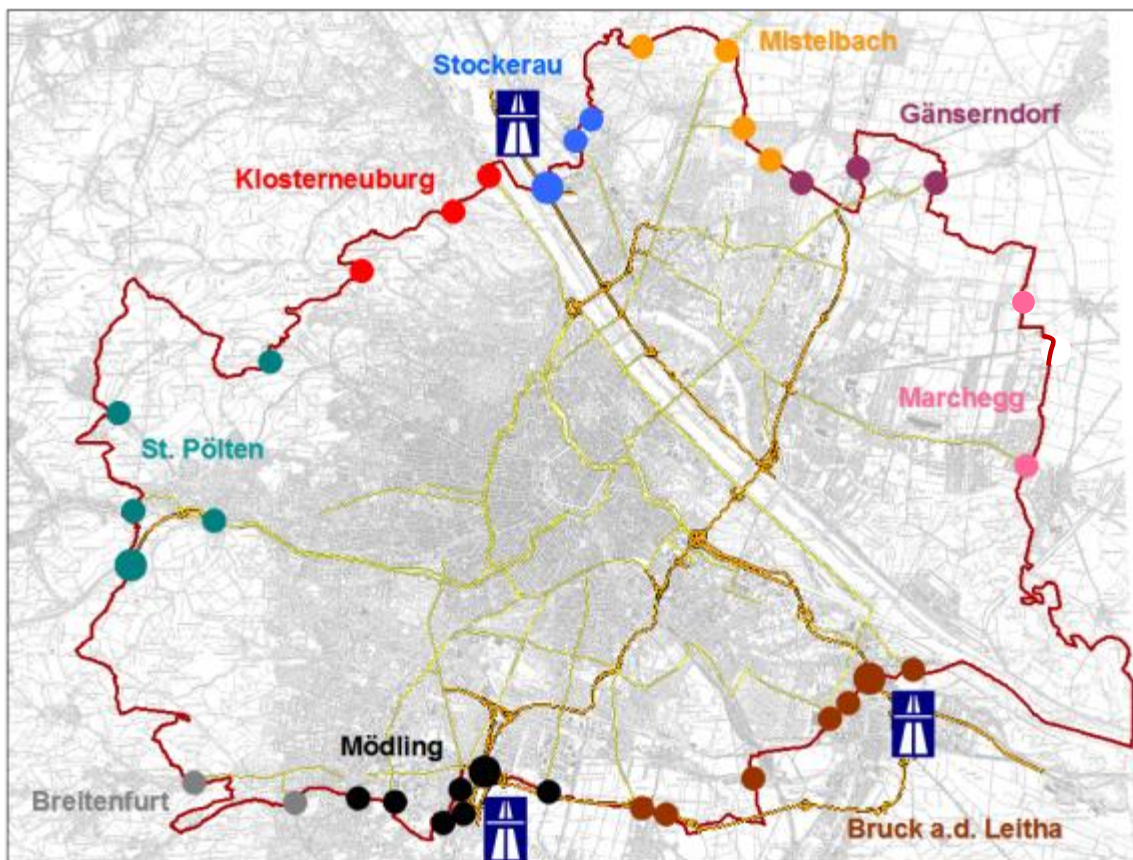 Mistelbach
Stockerau
Gänserndorf
Klosterneuburg
Marchegg
St. Pölten
Mödling
Breitenfurt
Bruck a.d. Leitha